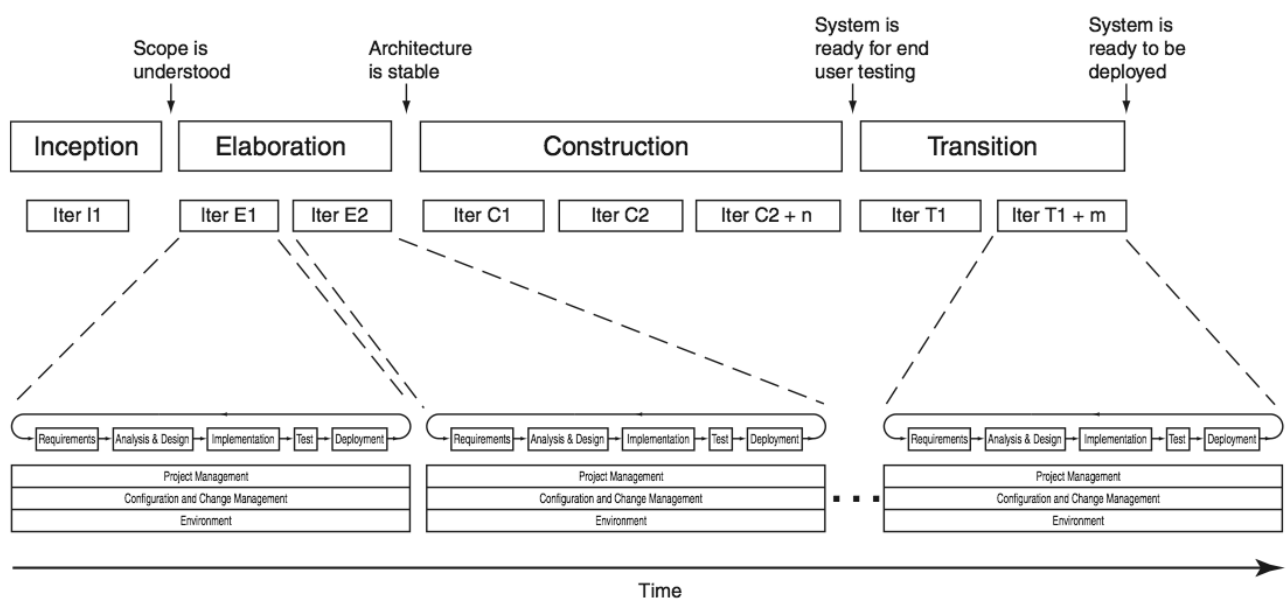 Scope is
understood
Architecture
is stable
System is
ready for end
user testing
System is
ready to be
deployed
Inception
Elaboration
Construction
Transition
Iter I1
Iter E1
Iter E2
Iter C1
Iter C2
Iter C2 + n
Iter T1
Iter T1 + m
Requirements
Analysis & Design
Implementation
Test
Deployment
Project Management
Configuration and Change Management
Environment
Requirements
Analysis & Design
Implementation
Test
Deployment
Project Management
Configuration and Change Management
Environment
Requirements
Analysis & Design
Implementation
Test
Deployment
Project Management
Configuration and Change Management
Environment
Time